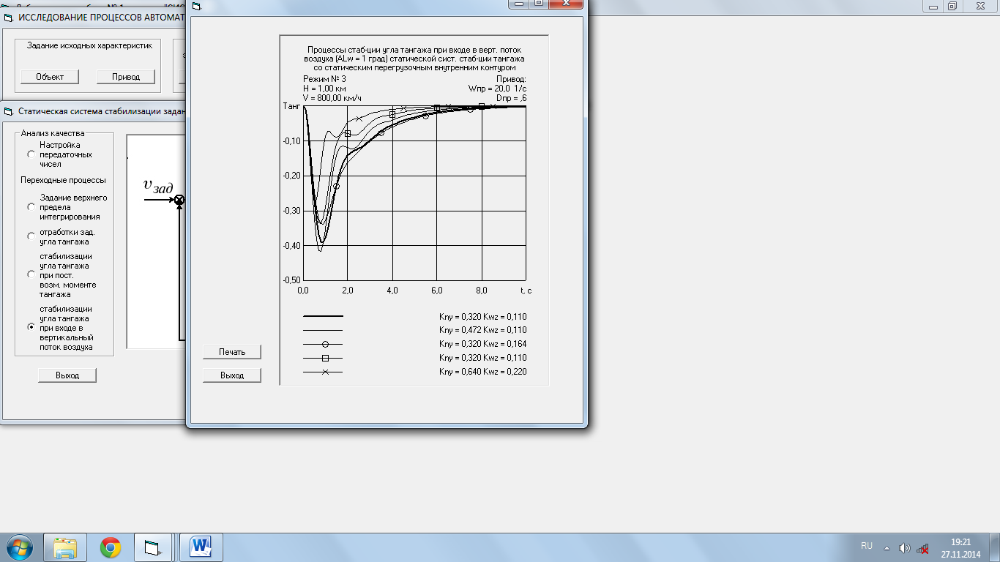 ИССЛЕДОВАНИЕ ПРОЦЕССОВ АВТОМАТ
Задание исходных характеристик
Объект
Привод
Статическая система стабилизации задан
Анализ качества
Настройка
передаточных
чисел
Переходные процессы
Задание верхнего
предела
интегрирования
отработки зад.
угла тангажа
стабилизации
угла тангажа
при пост.
возм. моменте
тангажа
стабилизации
угла тангажа
при входе в
вертикальный
поток воздуха
Выход
υзад
Процессы стаб-ции угла тангажа при входе в верт. поток
воздуха (ALw = 1 град) статической сист. стаб-ции тангажа
со статическим перегрузочным внутренним контуром
Режим № 3
Привод:
H = 1,00 км
Wпр = 20,0 1/с
V = 800,00 км/ч
Dпр = ,6
Танг
-0,10
-0,20
-0,30
-0,40
-0,50
0,0 2,0 4,0 6,0 8,0 t, с
Kny = 0,320 Kwz = 0,110
Kny = 0,472 Kwz = 0,110
Kny = 0,320 Kwz = 0,164
Kny = 0,320 Kwz = 0,110
Kny = 0,640 Kwz = 0,220
Печать
Выход
RU
19:21
27.11.2014